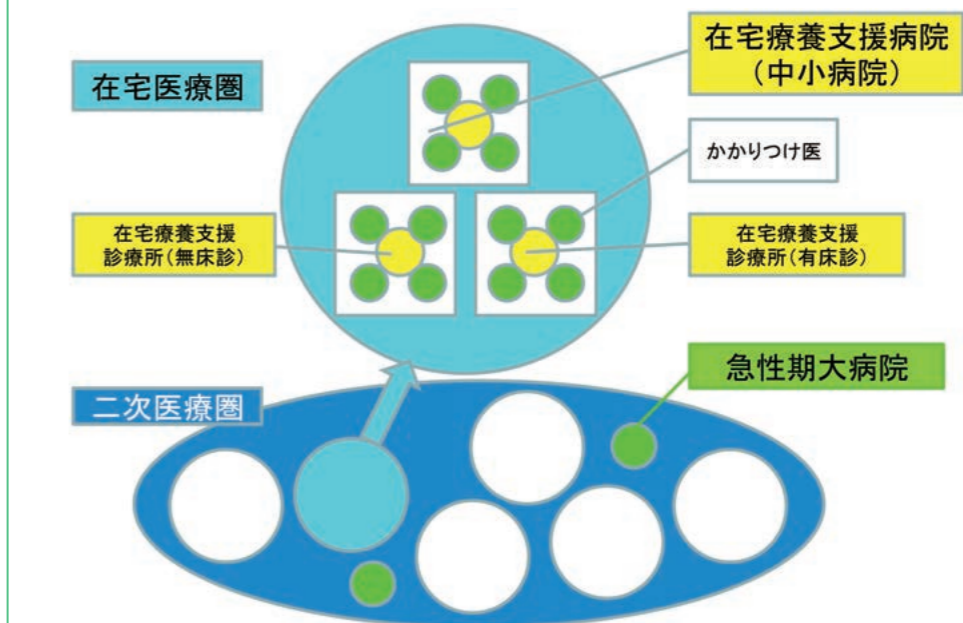 在宅医療圏
在宅療養支援病院
（中小病院）
かかりつけ医
在宅療養支援
診療所（無床診）
在宅療養支援
診療所（有床診）
急性期大病院
二次医療圏